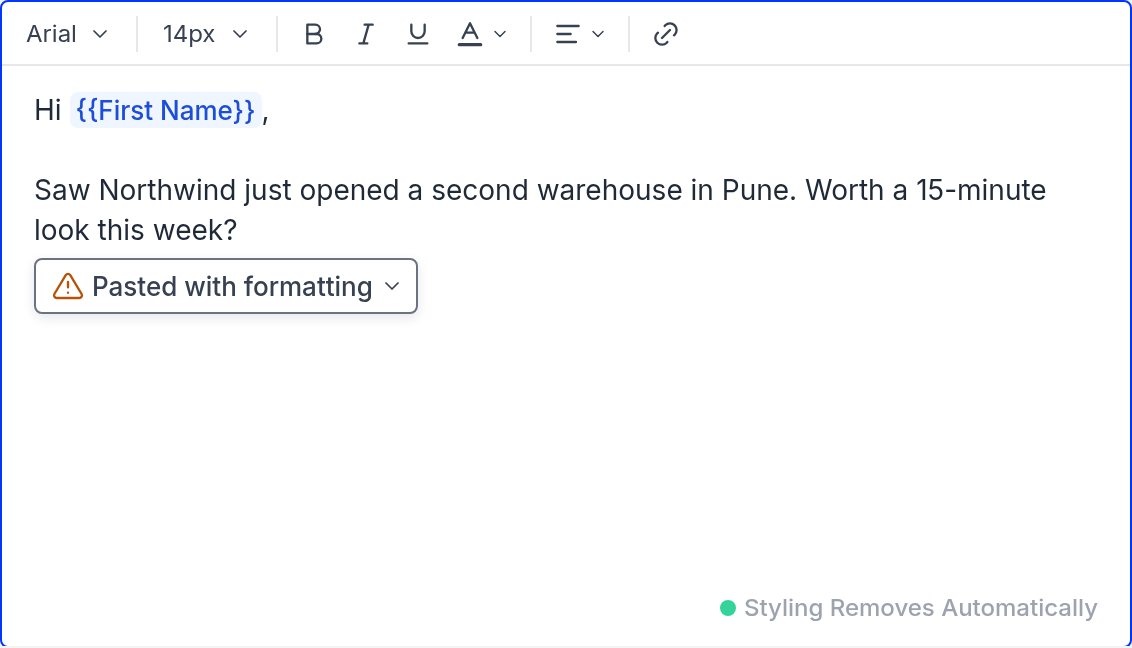 Arial 14px B I U A
Hi {{First Name}},
Saw Northwind just opened a second warehouse in Pune. Worth a 15-minute
look this week?
Pasted with formatting
Styling Removes Automatically